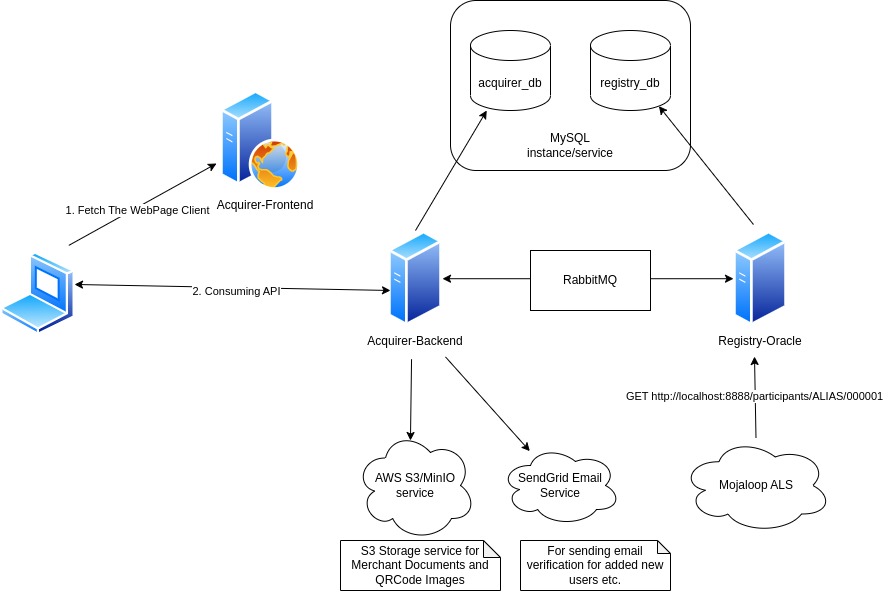 acquirer_db
registry_db
MySQL
instance/service
Acquirer-Frontend
1. Fetch The WebPage Client
2. Consuming API
RabbitMQ
Acquirer-Backend
Registry-Oracle
GET http://localhost:8888/participants/ALIAS/000001
AWS S3/MinIO
service
SendGrid Email
Service
Mojaloop ALS
S3 Storage service for
Merchant Documents and
QRCode Images
For sending email
verification for added new
users etc.